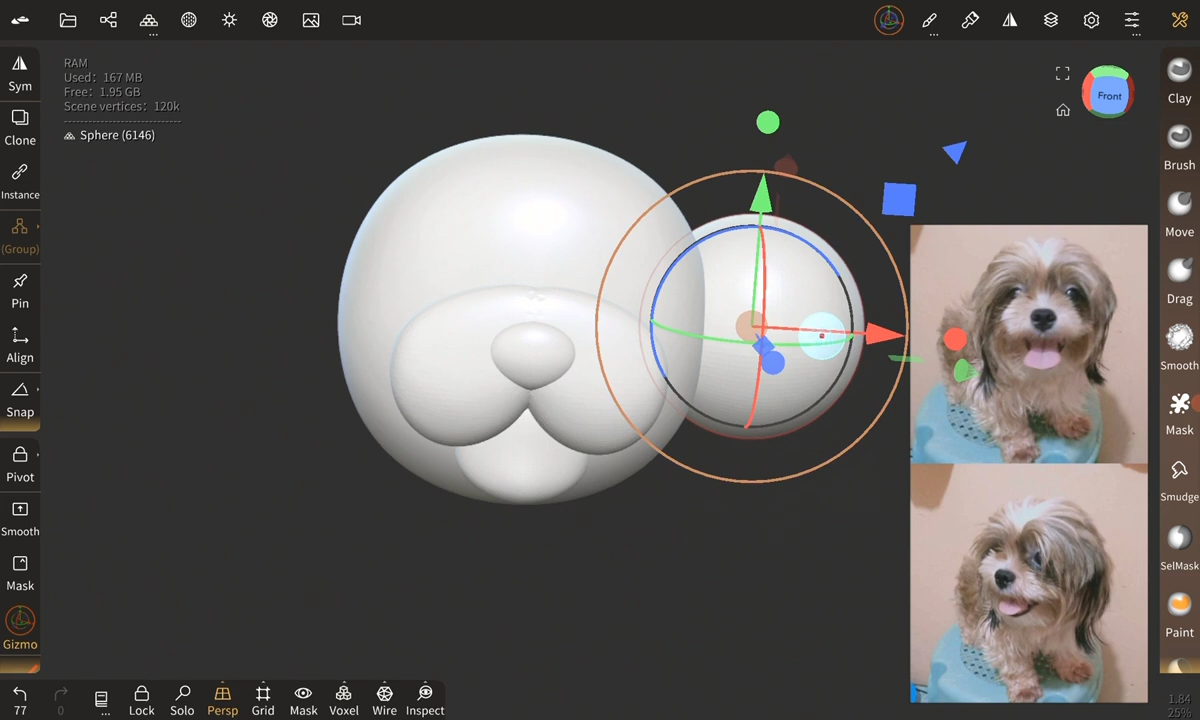 RAM
Used: 167 MB
Free: 1.95 GB
Scene vertices: 120k
Sphere (6146)
Sym
Clone
Instance
(Group)
Pin
Align
Snap
Pivot
Smooth
Mask
Gizmo
Front
Clay
Brush
Move
Drag
Smooth
Mask
Smudge
SelMask
Paint
77
0
...
Lock
Solo
Persp
Grid
Mask
Voxel
Wire
Inspect
1.84
25%